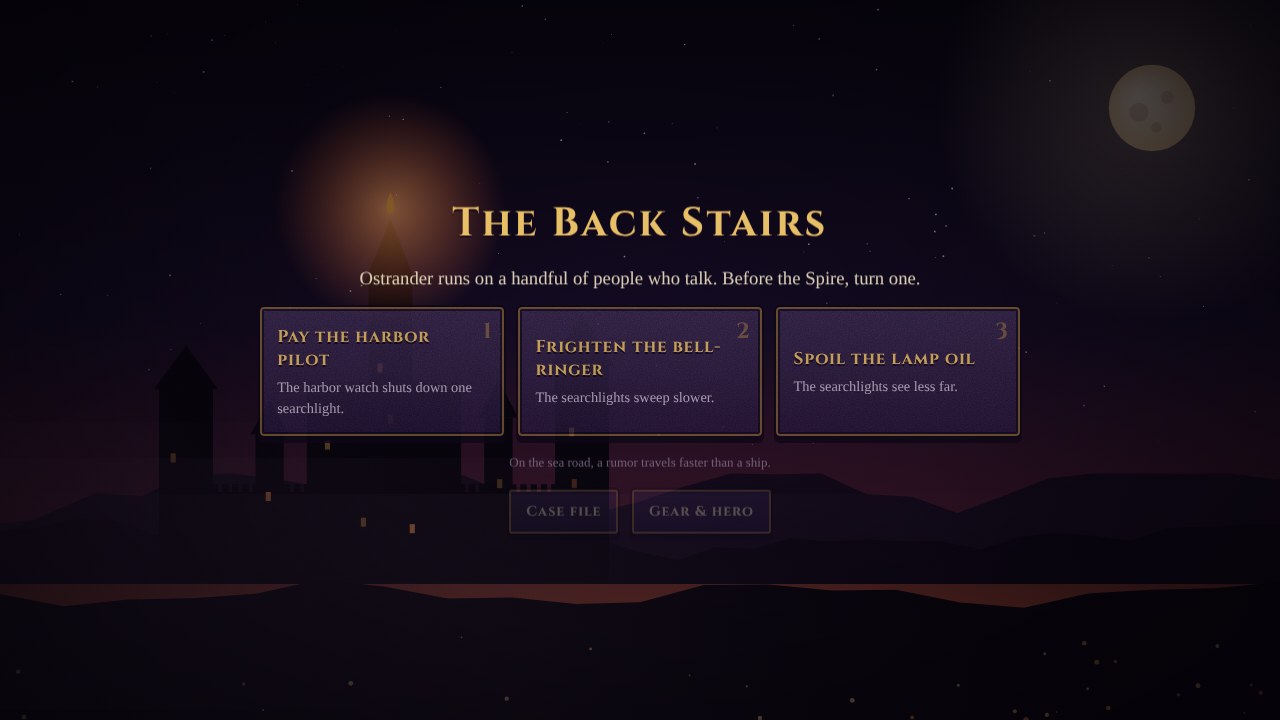 The Back Stairs
Ostrander runs on a handful of people who talk. Before the Spire, turn one.
1
Pay the harbor
pilot
The harbor watch shuts down one
searchlight.
2
Frighten the bell-
ringer
The searchlights sweep slower.
3
Spoil the lamp oil
The searchlights see less far.
On the sea road, a rumor travels faster than a ship.
Case file
Gear & hero